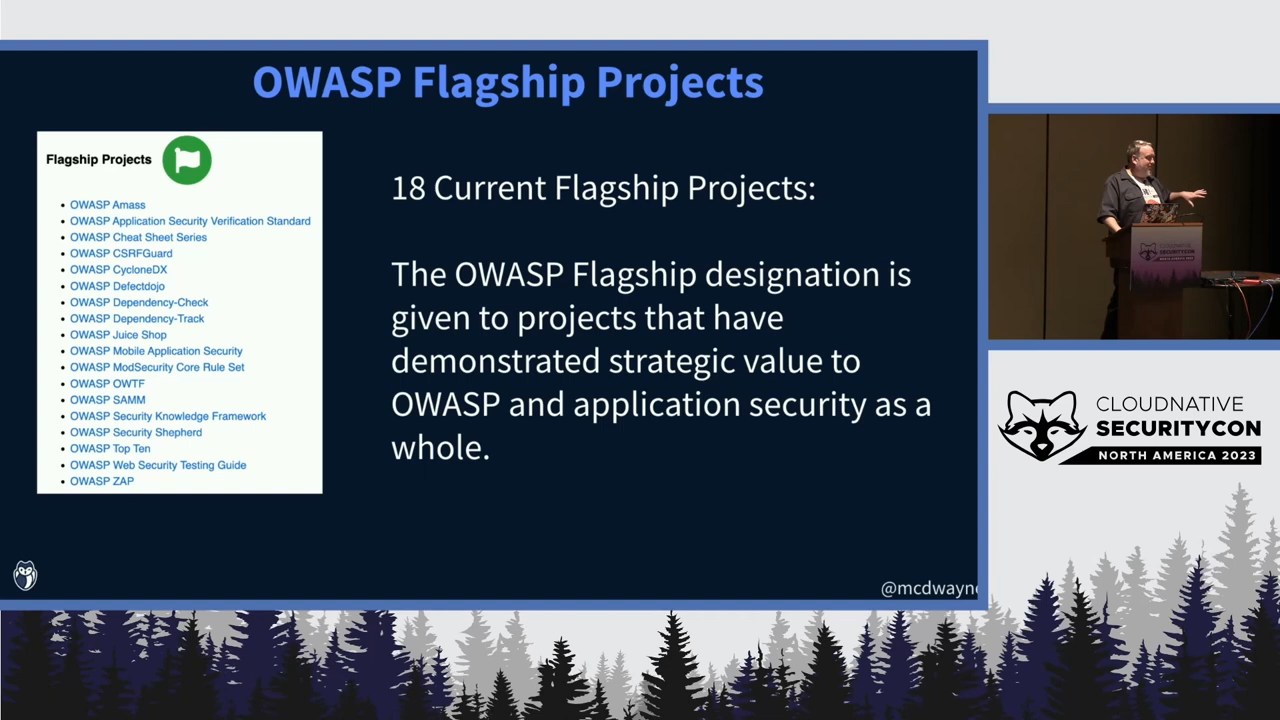 OWASP Flagship Projects
Flagship Projects
OWASP Amass
OWASP Application Security Verification Standard
OWASP Cheat Sheet Series
OWASP CSRFGuard
OWASP CycloneDX
OWASP Defectdojo
OWASP Dependency-Check
OWASP Dependency-Track
OWASP Juice Shop
OWASP Mobile Application Security
OWASP ModSecurity Core Rule Set
OWASP OWTF
OWASP SAMM
OWASP Security Knowledge Framework
OWASP Security Shepherd
OWASP Top Ten
OWASP Web Security Testing Guide
OWASP ZAP
18 Current Flagship Projects:
The OWASP Flagship designation is
given to projects that have
demonstrated strategic value to
OWASP and application security as a
whole.
@mcdwayne
CLOUDNATIVE
SECURITYCON
CLOUDNATIVE
SECURITYCON
NORTH AMERICA 2023